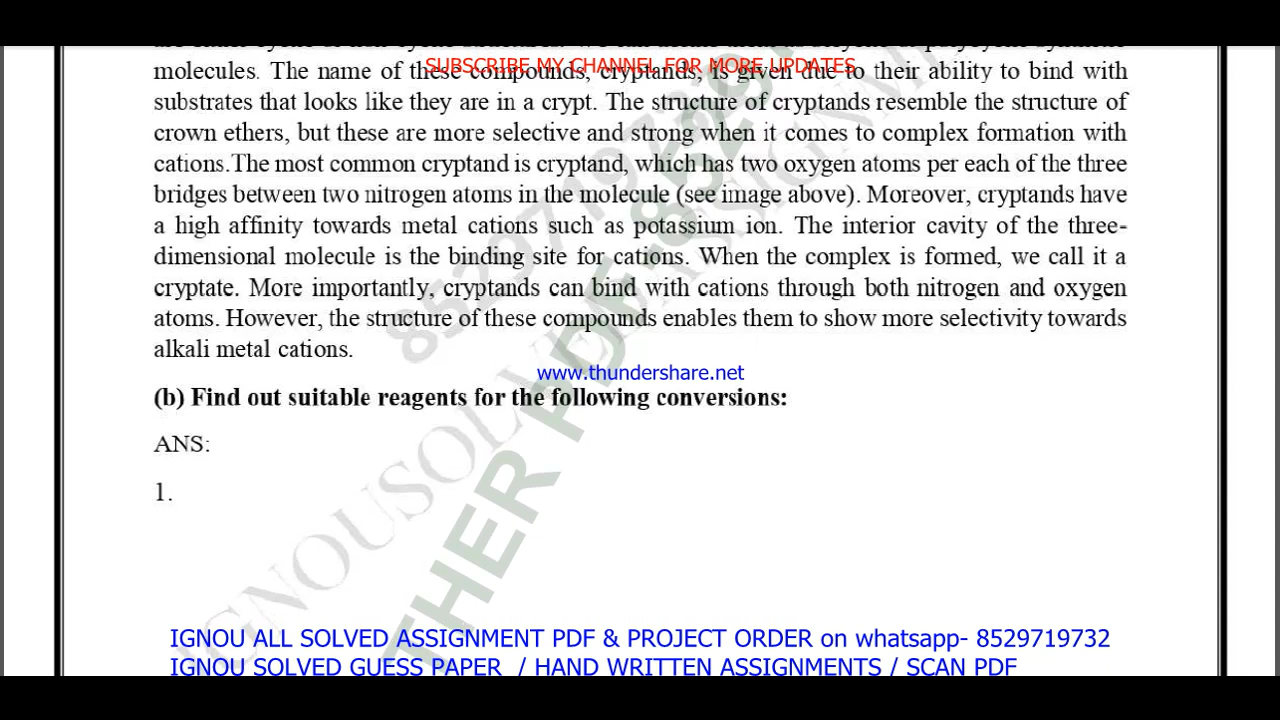 SUBSCRIBE MY CHANNEL FOR MORE UPDATES
molecules. The name of these compounds, cryptands, is given due to their ability to bind with
substrates that looks like they are in a crypt. The structure of cryptands resemble the structure of
crown ethers, but these are more selective and strong when it comes to complex formation with
cations.The most common cryptand is cryptand, which has two oxygen atoms per each of the three
bridges between two nitrogen atoms in the molecule (see image above). Moreover, cryptands have
a high affinity towards metal cations such as potassium ion. The interior cavity of the three-
dimensional molecule is the binding site for cations. When the complex is formed, we call it a
cryptate. More importantly, cryptands can bind with cations through both nitrogen and oxygen
atoms. However, the structure of these compounds enables them to show more selectivity towards
alkali metal cations.
www.thundershare.net
(b) Find out suitable reagents for the following conversions:
ANS:
1.
THER PDF
IGNOU ALL SOLVED ASSIGNMENT PDF & PROJECT ORDER on whatsapp- 8529719732
IGNOU SOLVED GUESS PAPER / HAND WRITTEN ASSIGNMENTS / SCAN PDF